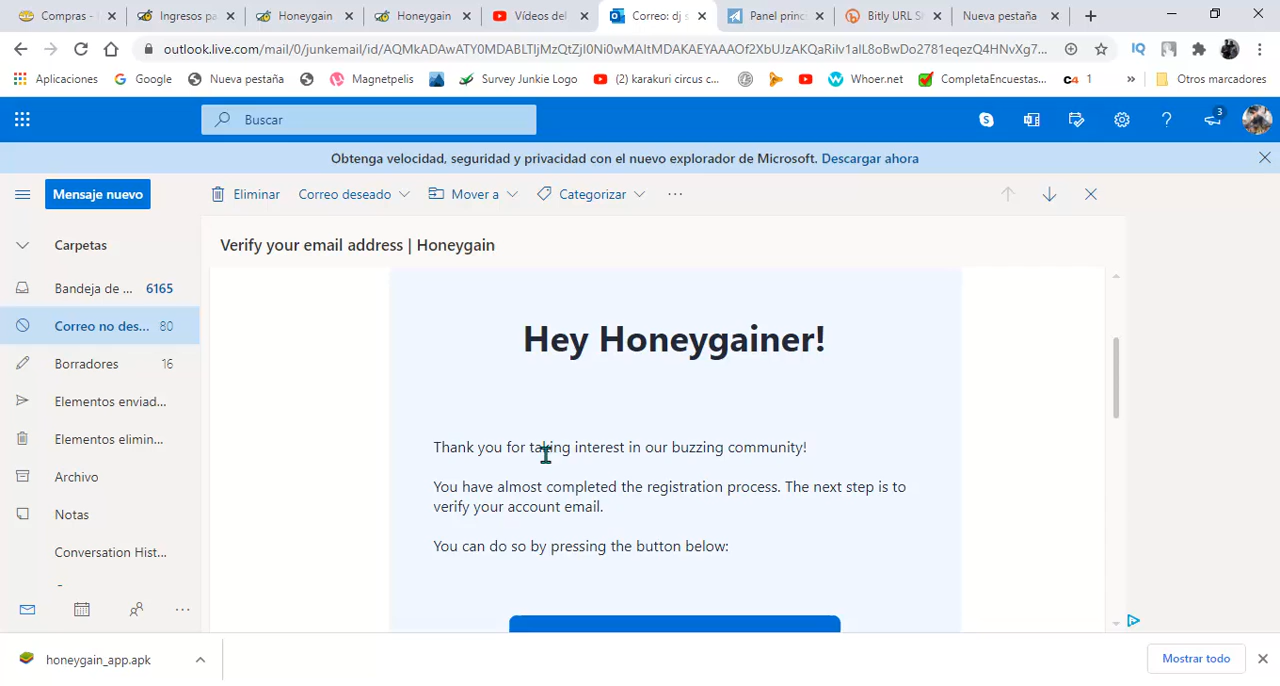 Compras -
Ingresos pa
Honeygain
Honeygain
Vídeos del
Correo: dj s
Panel princ
Bitly URL S
Nueva pestaña
outlook.live.com/mail/0/junkemail/id/AQMkADAwATY0MDABLTljMzQtZjI0Ni0wMAItMDAKAEYAAAOf2XbUJzAKQaRilv1aIL8oBwDo2781eqezQ4HNvXg7...
Aplicaciones
Google
Nueva pestaña
Magnetpelis
Survey Junkie Logo
(2) karakuri circus c...
Whoer.net
CompletaEncuestas...
C4 1
»
Otros marcadores
Buscar
3
Obtenga velocidad, seguridad y privacidad con el nuevo explorador de Microsoft. Descargar ahora
Mensaje nuevo
Eliminar
Correo deseado
Mover a
Categorizar
...
Carpetas
Bandeja de ... 6165
Correo no des... 80
Borradores 16
Elementos enviad...
Elementos elimin...
Archivo
Notas
Conversation Hist...
...
Verify your email address | Honeygain
Hey Honeygainer!
Thank you for taking interest in our buzzing community!
You have almost completed the registration process. The next step is to
verify your account email.
You can do so by pressing the button below:
honeygain_app.apk
Mostrar todo